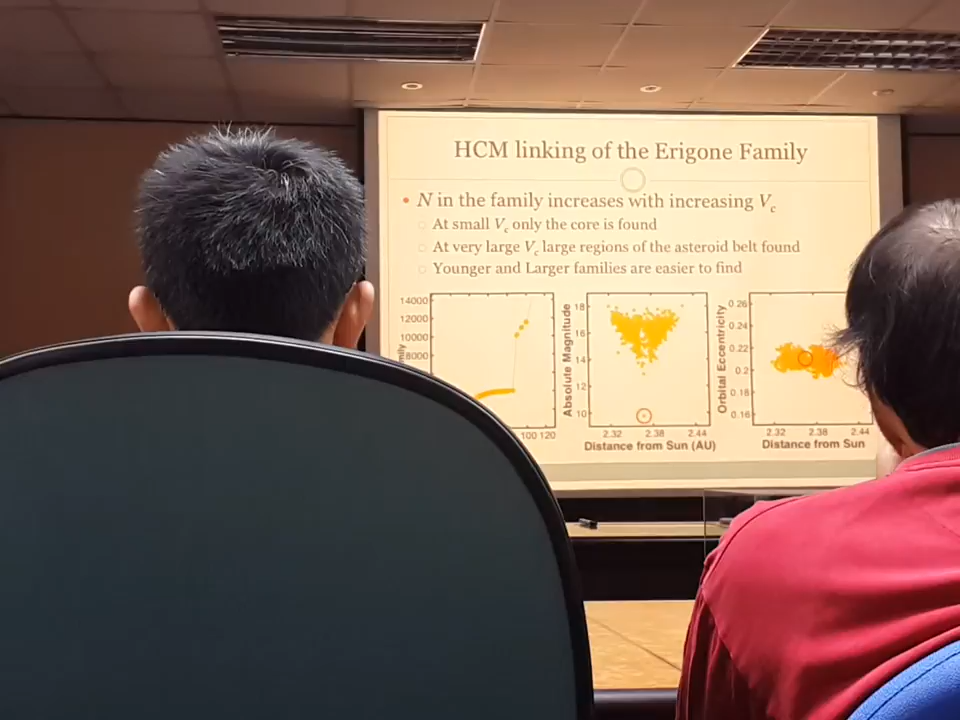 HCM linking of the Erigone Family
N in the family increases with increasing Vc
At small Vc only the core is found
At very large Vc large regions of the asteroid belt found
Younger and Larger families are easier to find
14000
12000
10000
8000
100 120
Absolute Magnitude
18
16
14
12
10
2.32 2.38 2.44
Distance from Sun (AU)
Orbital Eccentricity
0.26
0.24
0.22
0.2
0.18
0.16
2.32 2.38 2.44
Distance from Sun